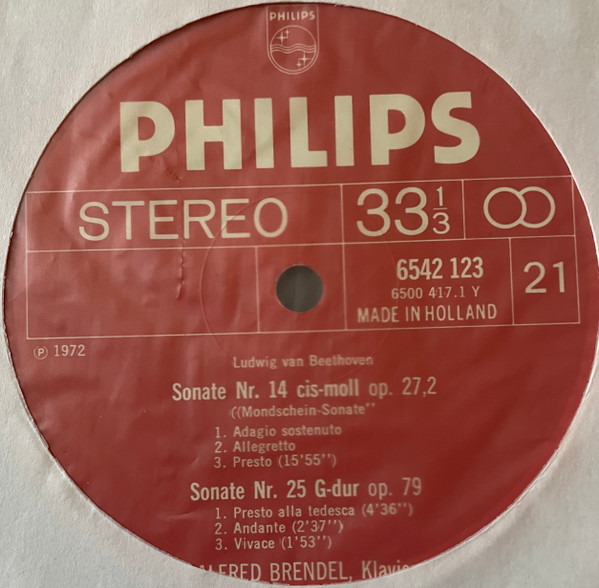 PHILIPS
PHILIPS
STEREO
33 1/3
6542 123
6500 417.1 Y
MADE IN HOLLAND
21
℗ 1972
Ludwig van Beethoven
Sonate Nr. 14 cis-moll op. 27,2
((Mondschein-Sonate"
1. Adagio sostenuto
2. Allegretto
3. Presto (15'55'')
Sonate Nr. 25 G-dur op. 79
1. Presto alla tedesca (4'36'')
2. Andante (2'37'')
3. Vivace (1'53'')
ALFRED BRENDEL, Klavie